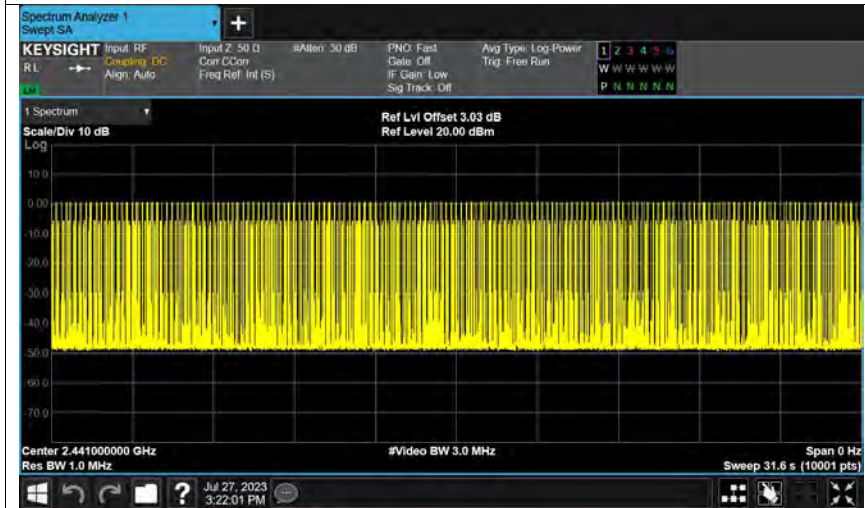 Spectrum Analyzer 1
Swept SA
+
KEYSIGHT Input: RF Input Z: 50 Ω #Atten: 30 dB PNO: Fast Avg Type: Log-Power 1 2 3 4 5 6
RL Coupling: DC Corr CCorr Gate: Off Trig: Free Run W W W W W W
Align: Auto Freq Ref: Int (S) IF Gain: Low P N N N N N
Sig Track: Off
1 Spectrum
Ref Lvl Offset 3.03 dB
Scale/Div 10 dB Ref Level 20.00 dBm
Log
10.0
0.00
-10.0
-20.0
-30.0
-40.0
-50.0
-60.0
-70.0
Center 2.441000000 GHz #Video BW 3.0 MHz Span 0 Hz
Res BW 1.0 MHz Sweep 31.6 s (10001 pts)
? Jul 27, 2023
3:22:01 PM